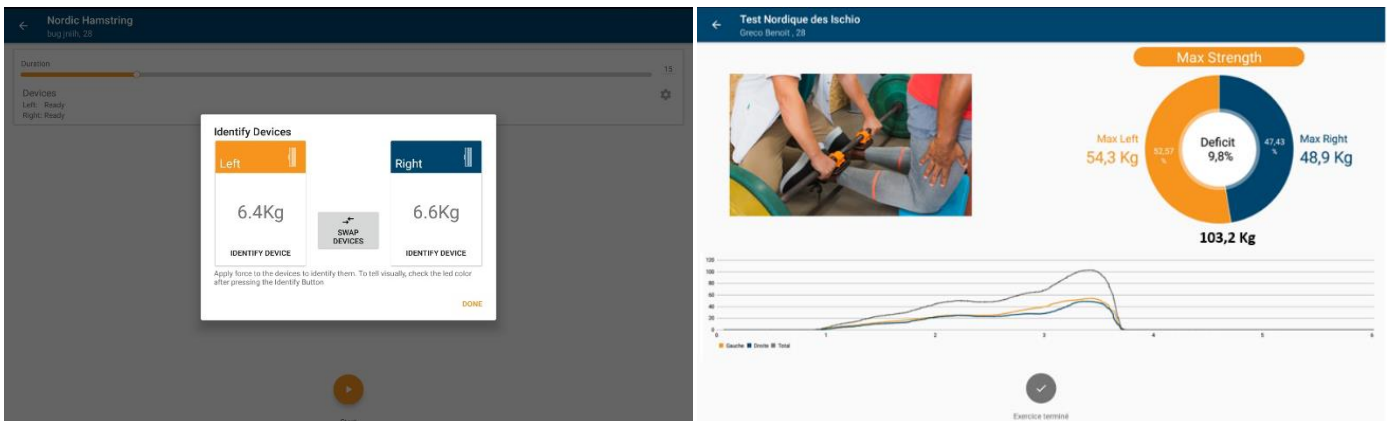 Nordic Hamstring
bug jniih, 28
Duration
15
Devices
Left: Ready
Right: Ready
Identify Devices
Left
Right
6.4Kg
6.6Kg
SWAP
DEVICES
IDENTIFY DEVICE
IDENTIFY DEVICE
Apply force to the devices to identify them. To tell visually, check the led color
after pressing the Identify Button
DONE
Test Nordique des Ischio
Greco Benoit , 28
Max Strength
Max Left
54,3 Kg
52,57
%
Deficit
9,8%
47,43
%
Max Right
48,9 Kg
103,2 Kg
120
100
80
60
40
20
0
0 1 2 3 4 5 6
Gauche Droite Total
Exercice terminé